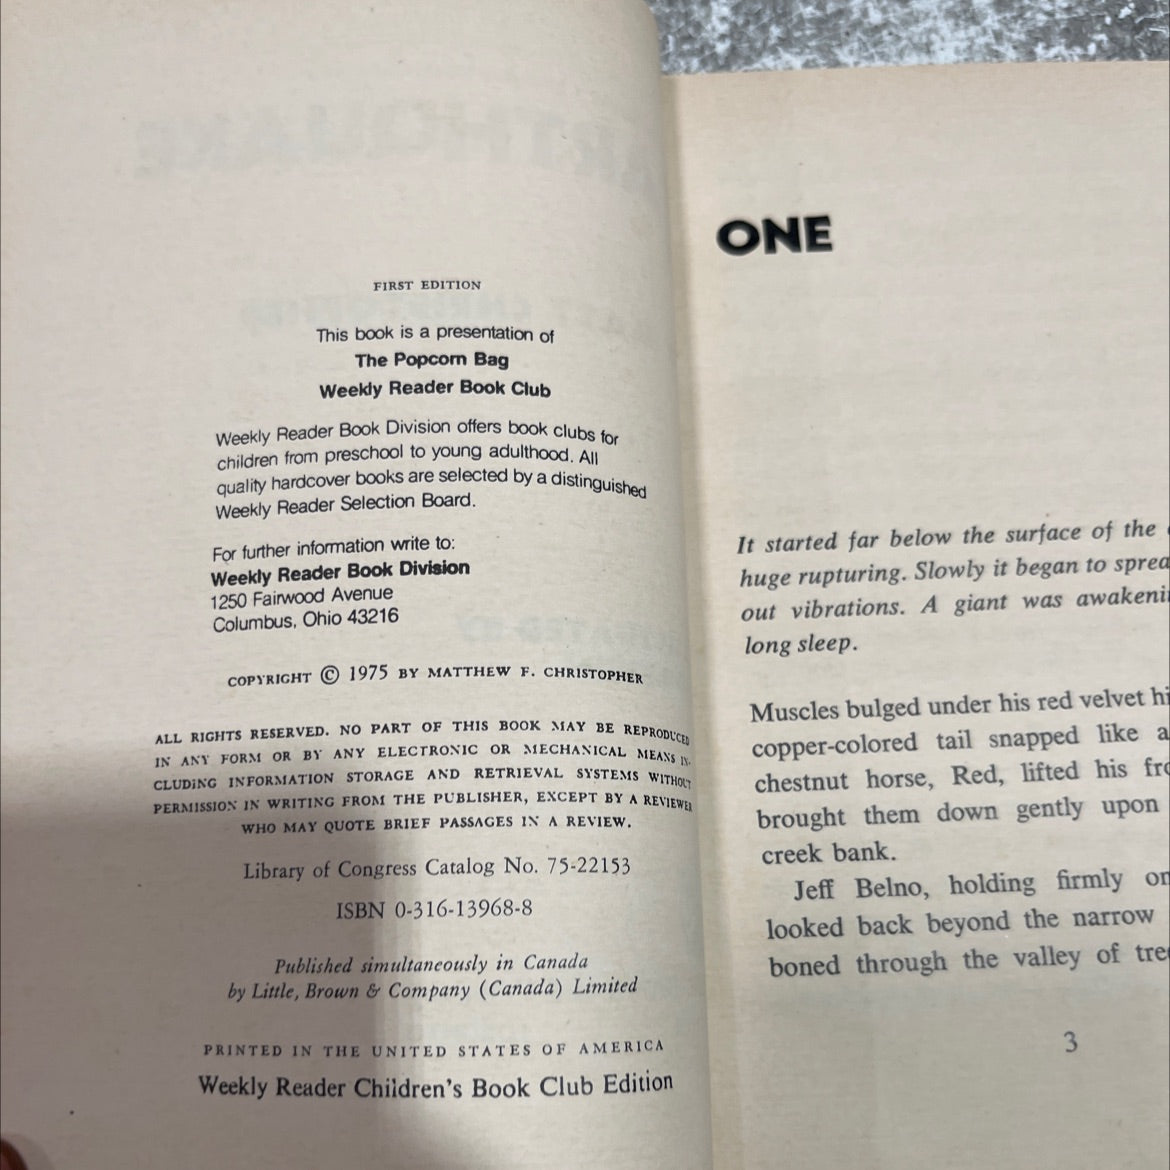 FIRST EDITION
This book is a presentation of
The Popcorn Bag
Weekly Reader Book Club
Weekly Reader Book Division offers book clubs for
children from preschool to young adulthood. All
quality hardcover books are selected by a distinguished
Weekly Reader Selection Board.
For further information write to:
Weekly Reader Book Division
1250 Fairwood Avenue
Columbus, Ohio 43216
COPYRIGHT © 1975 BY MATTHEW F. CHRISTOPHER
ALL RIGHTS RESERVED. NO PART OF THIS BOOK MAY BE REPRODUCED
IN ANY FORM OR BY ANY ELECTRONIC OR MECHANICAL MEANS IN-
CLUDING INFORMATION STORAGE AND RETRIEVAL SYSTEMS WITHOUT
PERMISSION IN WRITING FROM THE PUBLISHER, EXCEPT BY A REVIEWER
WHO MAY QUOTE BRIEF PASSAGES IN A REVIEW.
Library of Congress Catalog No. 75-22153
ISBN 0-316-13968-8
Published simultaneously in Canada
by Little, Brown & Company (Canada) Limited
PRINTED IN THE UNITED STATES OF AMERICA
Weekly Reader Children's Book Club Edition
ONE
It started far below the surface of the
huge rupturing. Slowly it began to
out vibrations. A giant was
long sleep.
Muscles bulged under his red velvet
copper-colored tail snapped like a
chestnut horse, Red, lifted his
brought them down gently upon
creek bank.
Jeff Belno, holding firmly
looked back beyond the narrow
boned through the valley of
3